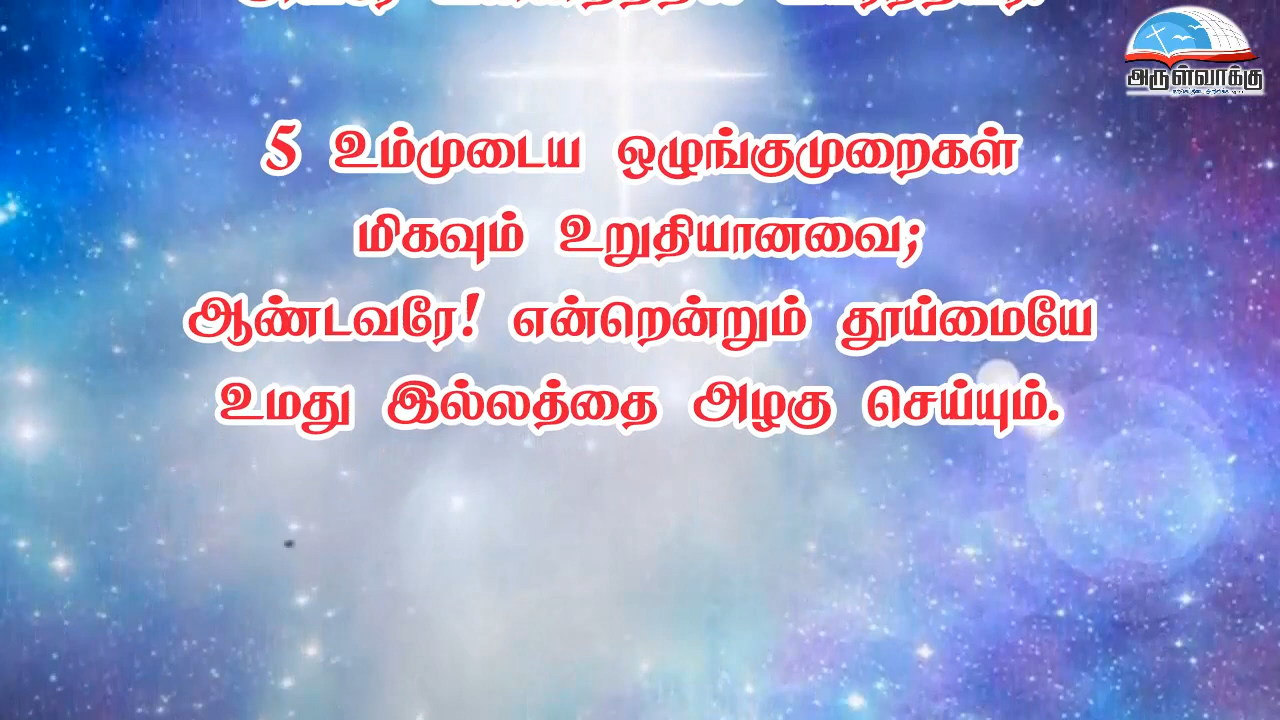 அருள்வாக்கு
5 உம்முடைய ஒழுங்குமுறைகள்
மிகவும் உறுதியானவை;
ஆண்டவரே! என்றென்றும் தூய்மையே
உமது இல்லத்தை அழகு செய்யும்.